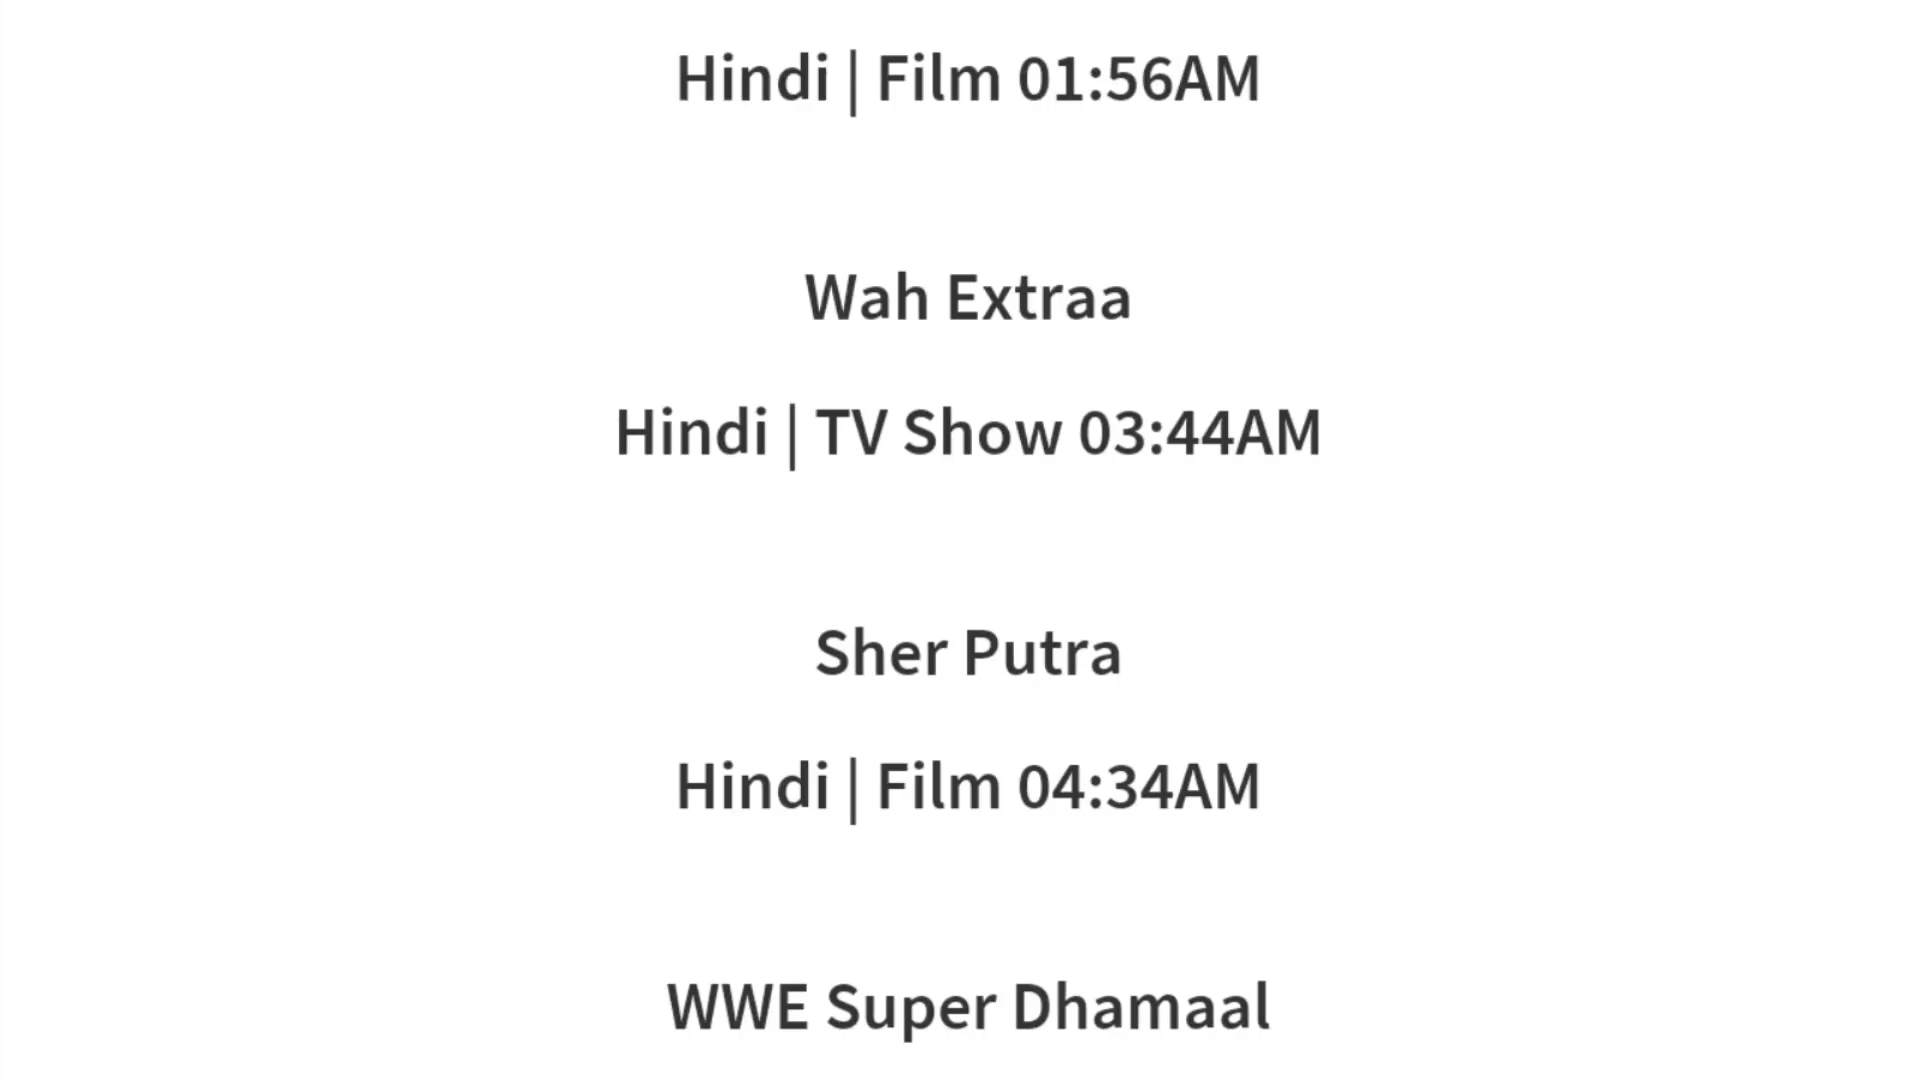 Hindi | Film 01:56AM
Wah Extraa
Hindi | TV Show 03:44AM
Sher Putra
Hindi | Film 04:34AM
WWE Super Dhamaal